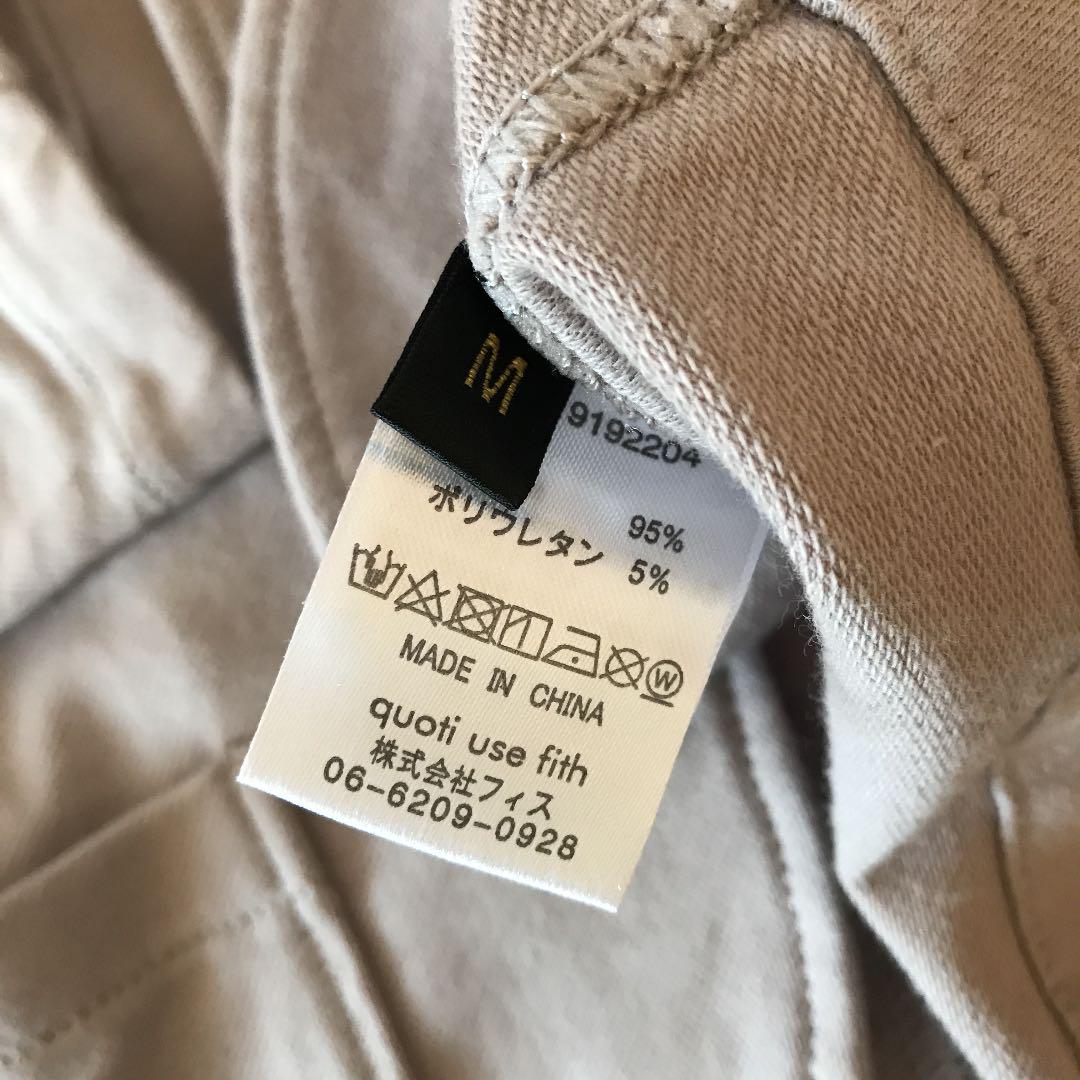 M
9192204
95%
ポリウレタン 5%
MADE IN CHINA
W
quoti use fith
株式会社フィス
06-6209-0928